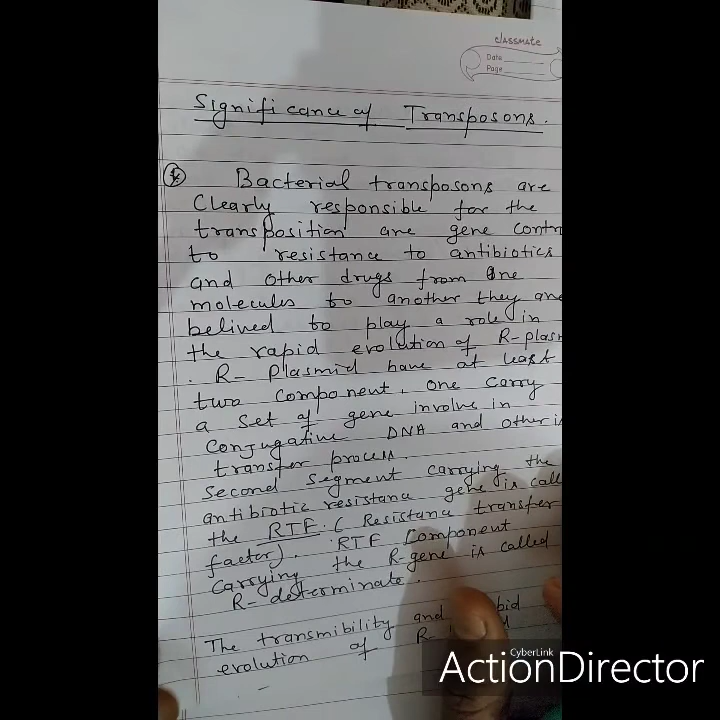 classmate
Date
Page
Significance of Transposons.
Bacterial transposons are
Clearly responsible for the
transposition are gene contr
to resistance to antibiotics
and other drugs from One
molecules to another they are
belived to play a role in
the rapid evolution of R-plasm
. R- Plasmid have at least
two component. one carry
a set of gene involve in
conjugative DNA and other is
transfer process.
Second segment carrying the
antibiotic resistance gene is calle
the RTF. ( Resistance transfer
factor). RTF Component
Carrying the R-gene is called
R- determinate.
The transmibility and
evolution of R
CyberLink
ActionDirector